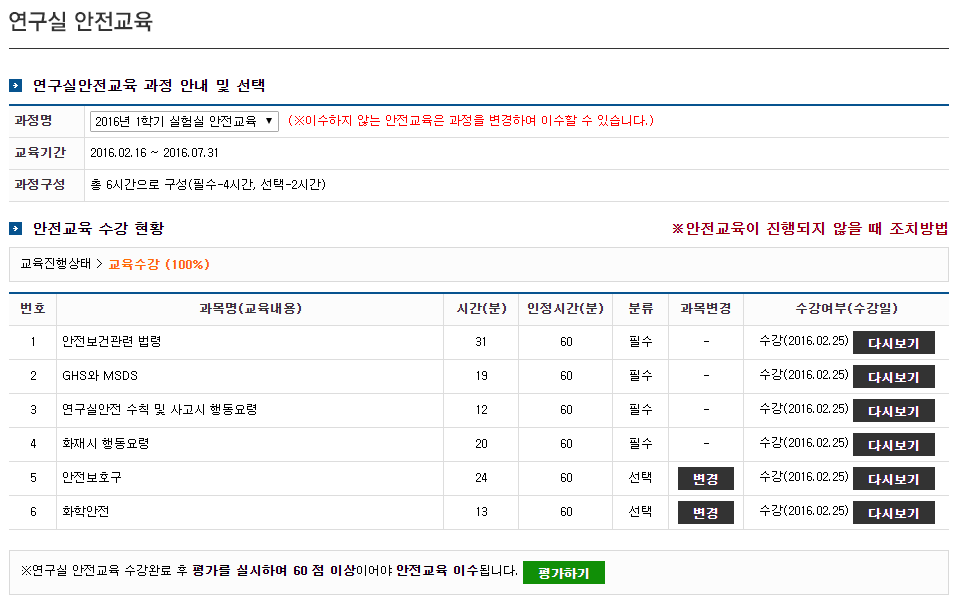 연구실 안전교육
연구실안전교육 과정 안내 및 선택
과정명 2016년 1학기 실험실 안전교육 ▼ (※이수하지 않는 안전교육은 과정을 변경하여 이수할 수 있습니다.)
교육기간 2016.02.16 ~ 2016.07.31
과정구성 총 6시간으로 구성(필수-4시간, 선택-2시간)
안전교육 수강 현황 ※안전교육이 진행되지 않을 때 조치방법
교육진행상태 > 교육수강 (100%)
번호 과목명(교육내용) 시간(분) 인정시간(분) 분류 과목변경 수강여부(수강일)
1 안전보건관련 법령 31 60 필수 - 수강(2016.02.25) 다시보기
2 GHS와 MSDS 19 60 필수 - 수강(2016.02.25) 다시보기
3 연구실안전 수칙 및 사고시 행동요령 12 60 필수 - 수강(2016.02.25) 다시보기
4 화재시 행동요령 20 60 필수 - 수강(2016.02.25) 다시보기
5 안전보호구 24 60 선택 변경 수강(2016.02.25) 다시보기
6 화학안전 13 60 선택 변경 수강(2016.02.25) 다시보기
※연구실 안전교육 수강완료 후 평가를 실시하여 60 점 이상이어야 안전교육 이수됩니다. 평가하기